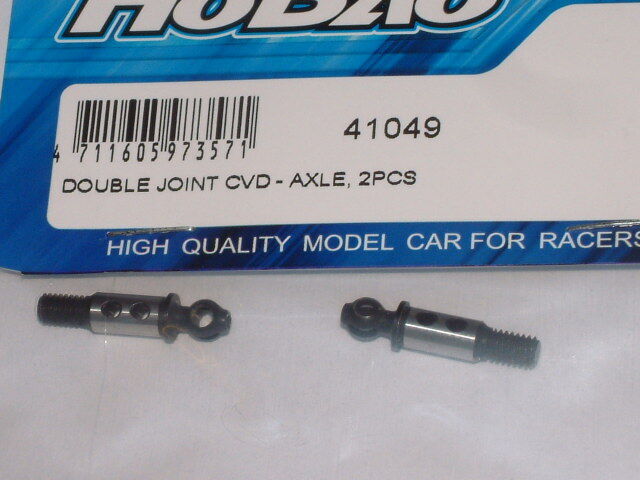 HOBAO
41049
4 711605 973571
DOUBLE JOINT CVD - AXLE, 2PCS
HIGH QUALITY MODEL CAR FOR RACERS